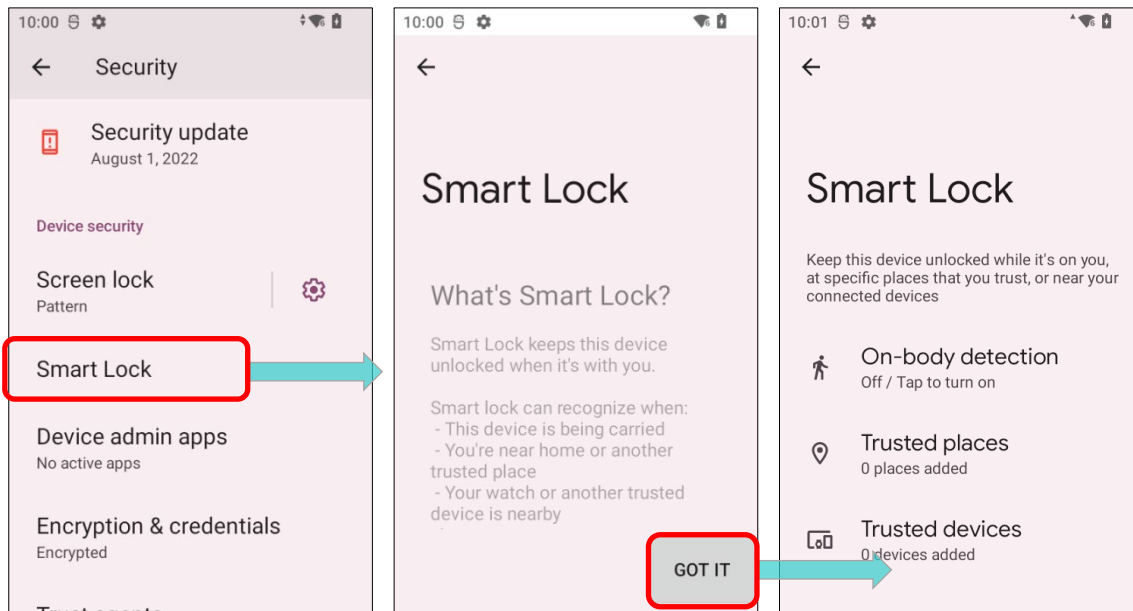 10:00
Security
Security update
August 1, 2022
Device security
Screen lock
Pattern
Smart Lock
Device admin apps
No active apps
Encryption & credentials
Encrypted
Trust agents
10:00
Smart Lock
What's Smart Lock?
Smart Lock keeps this device
unlocked when it's with you.
Smart lock can recognize when:
- This device is being carried
- You're near home or another
trusted place
- Your watch or another trusted
device is nearby
GOT IT
10:01
Smart Lock
Keep this device unlocked while it's on you,
at specific places that you trust, or near your
connected devices
On-body detection
Off / Tap to turn on
Trusted places
0 places added
Trusted devices
0 devices added